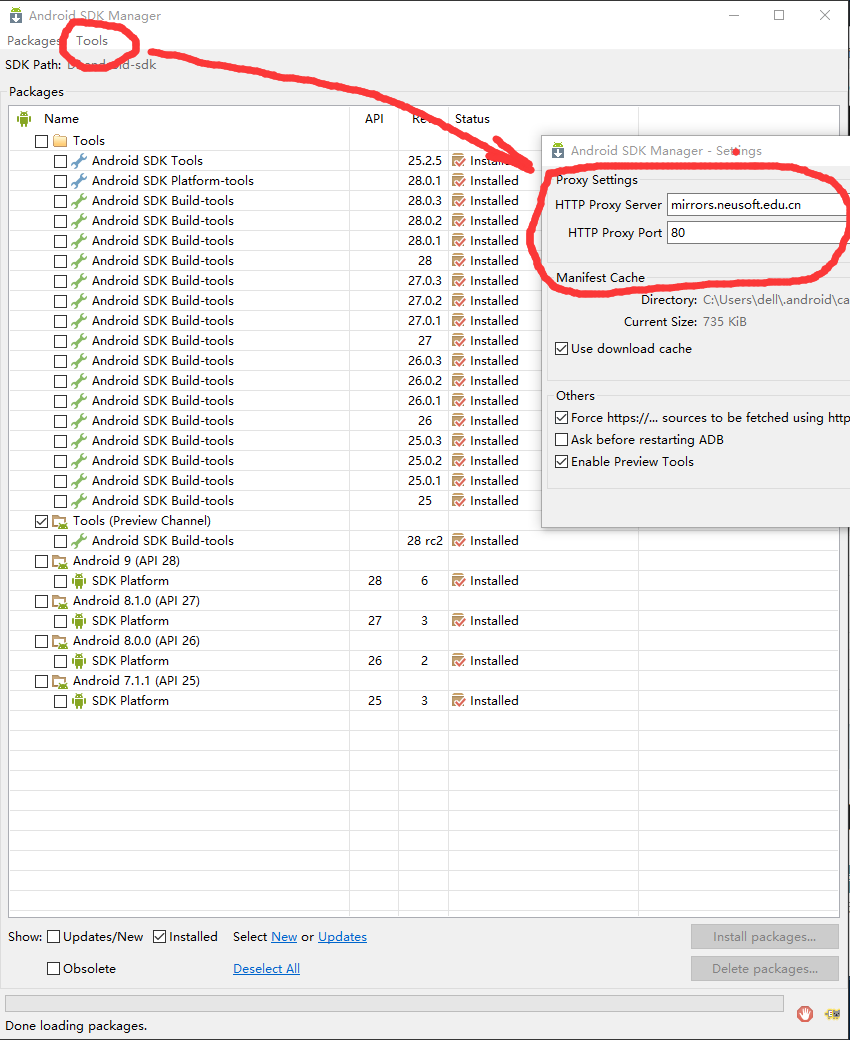 Android SDK Manager
Packages Tools
SDK Path:
Packages
Name API Status
Tools
Android SDK Tools 25.2.5 Installed
Android SDK Platform-tools 28.0.1 Installed
Android SDK Build-tools 28.0.3 Installed
Android SDK Build-tools 28.0.2 Installed
Android SDK Build-tools 28.0.1 Installed
Android SDK Build-tools 28 Installed
Android SDK Build-tools 27.0.3 Installed
Android SDK Build-tools 27.0.2 Installed
Android SDK Build-tools 27.0.1 Installed
Android SDK Build-tools 27 Installed
Android SDK Build-tools 26.0.3 Installed
Android SDK Build-tools 26.0.2 Installed
Android SDK Build-tools 26.0.1 Installed
Android SDK Build-tools 26 Installed
Android SDK Build-tools 25.0.3 Installed
Android SDK Build-tools 25.0.2 Installed
Android SDK Build-tools 25.0.1 Installed
Android SDK Build-tools 25 Installed
Tools (Preview Channel)
Android SDK Build-tools 28 rc2 Installed
Android 9 (API 28)
SDK Platform 28 6 Installed
Android 8.1.0 (API 27)
SDK Platform 27 3 Installed
Android 8.0.0 (API 26)
SDK Platform 26 2 Installed
Android 7.1.1 (API 25)
SDK Platform 25 3 Installed
Show: Updates/New Installed Select New or Updates Install packages...
Obsolete Deselect All Delete packages...
Done loading packages.
Android SDK Manager - Settings
Proxy Settings
HTTP Proxy Server mirrors.neusoft.edu.cn
HTTP Proxy Port 80
Manifest Cache
Directory: C:\Users\dell\.android\ca
Current Size: 735 KiB
Use download cache
Others
Force https://... sources to be fetched using http
Ask before restarting ADB
Enable Preview Tools